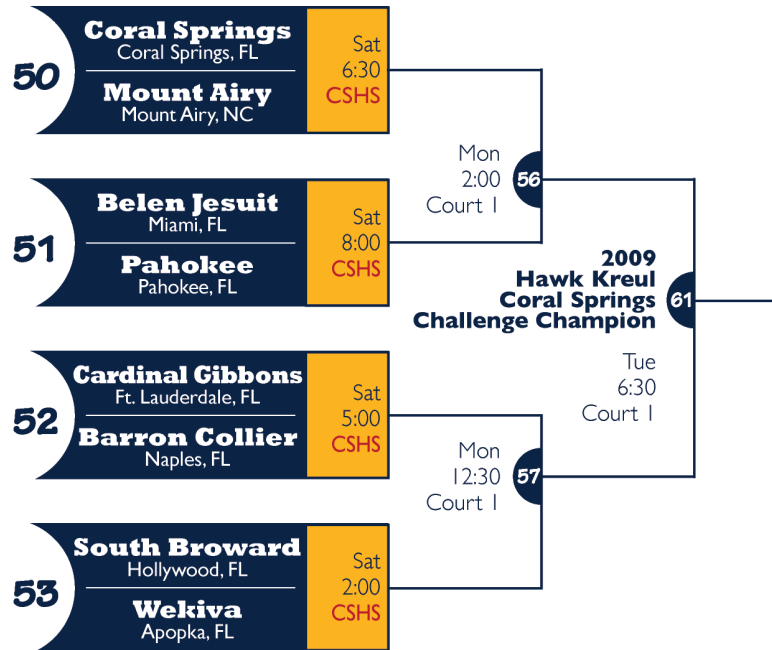 50
Coral Springs
Coral Springs, FL
Mount Airy
Mount Airy, NC
Sat
6:30
CSHS
51
Belen Jesuit
Miami, FL
Pahokee
Pahokee, FL
Sat
8:00
CSHS
Mon
2:00
Court 1
56
52
Cardinal Gibbons
Ft. Lauderdale, FL
Barron Collier
Naples, FL
Sat
5:00
CSHS
53
South Broward
Hollywood, FL
Wekiva
Apopka, FL
Sat
2:00
CSHS
Mon
12:30
Court 1
57
2009
Hawk Kreul
Coral Springs
Challenge Champion
61
Tue
6:30
Court 1